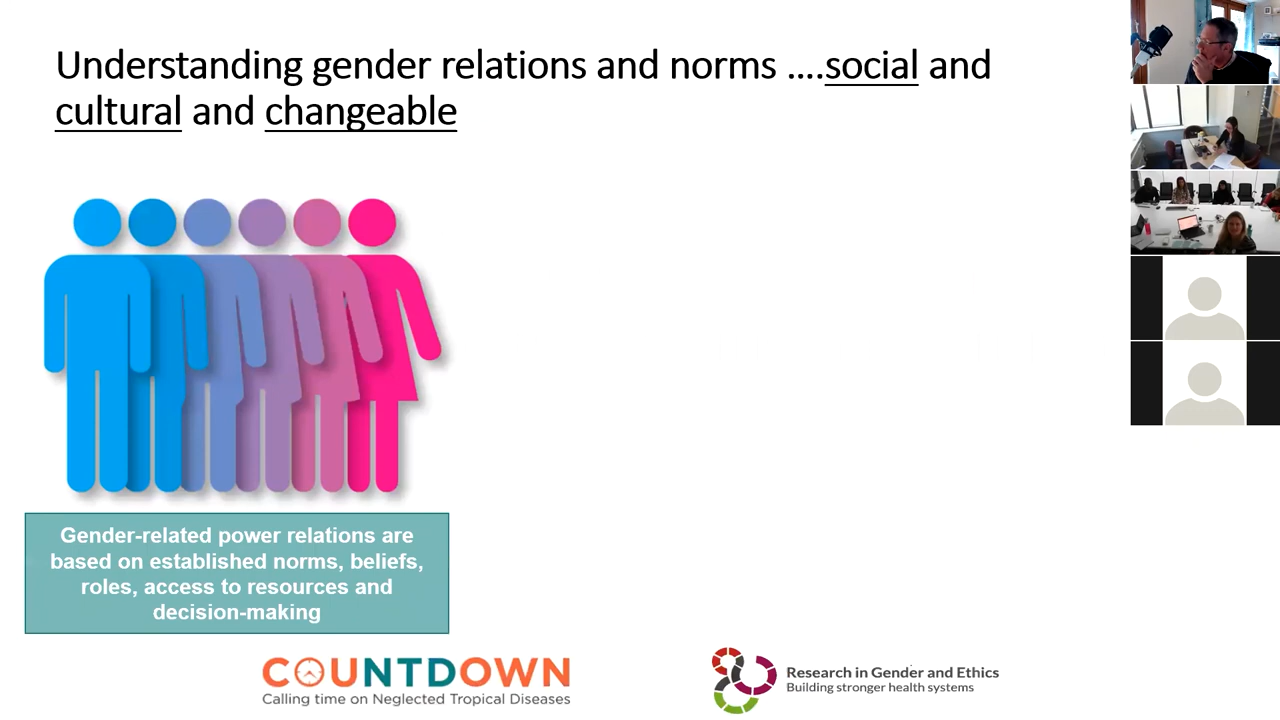 Understanding gender relations and norms ....social and
cultural and changeable
Gender-related power relations are
based on established norms, beliefs,
roles, access to resources and
decision-making
COUNTDOWN
Calling time on Neglected Tropical Diseases
Research in Gender and Ethics
Building stronger health systems